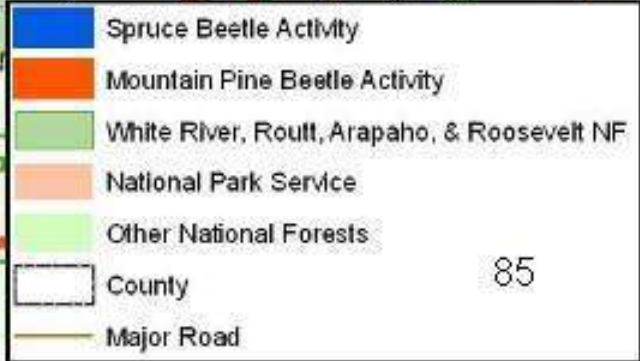 Spruce Beetle Activity
Mountain Pine Beetle Activity
White River, Routt, Arapaho, & Roosevelt NF
National Park Service
Other National Forests
County
85
Major Road